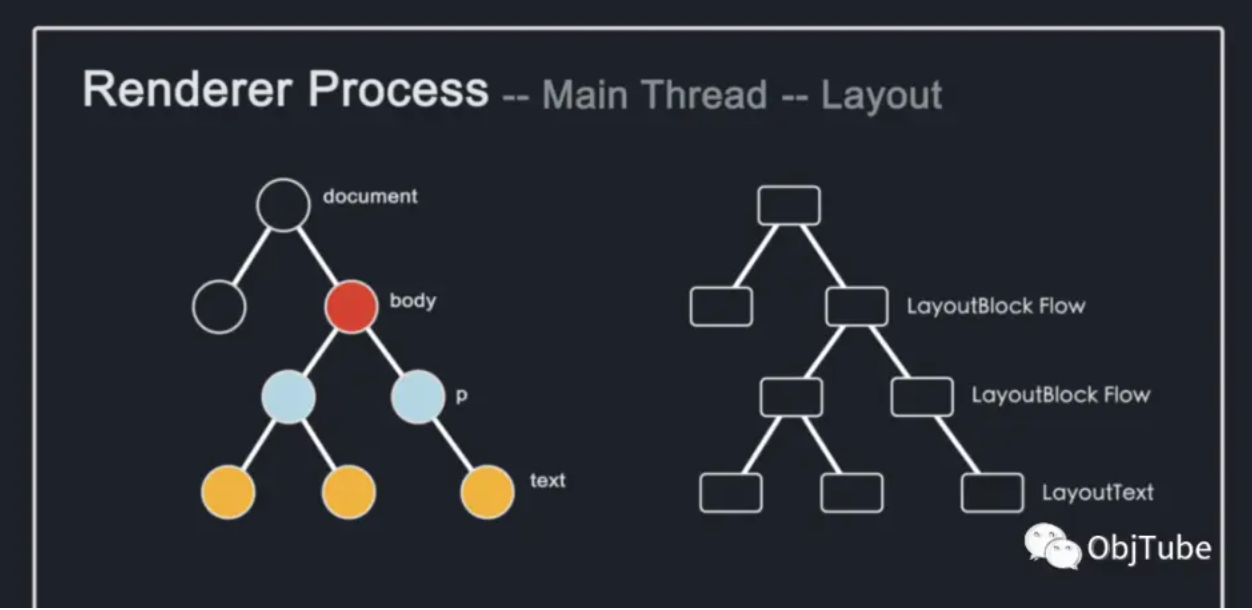 Renderer Process -- Main Thread -- Layout
document
body
LayoutBlock Flow
p
LayoutBlock Flow
text
LayoutText
ObjTube